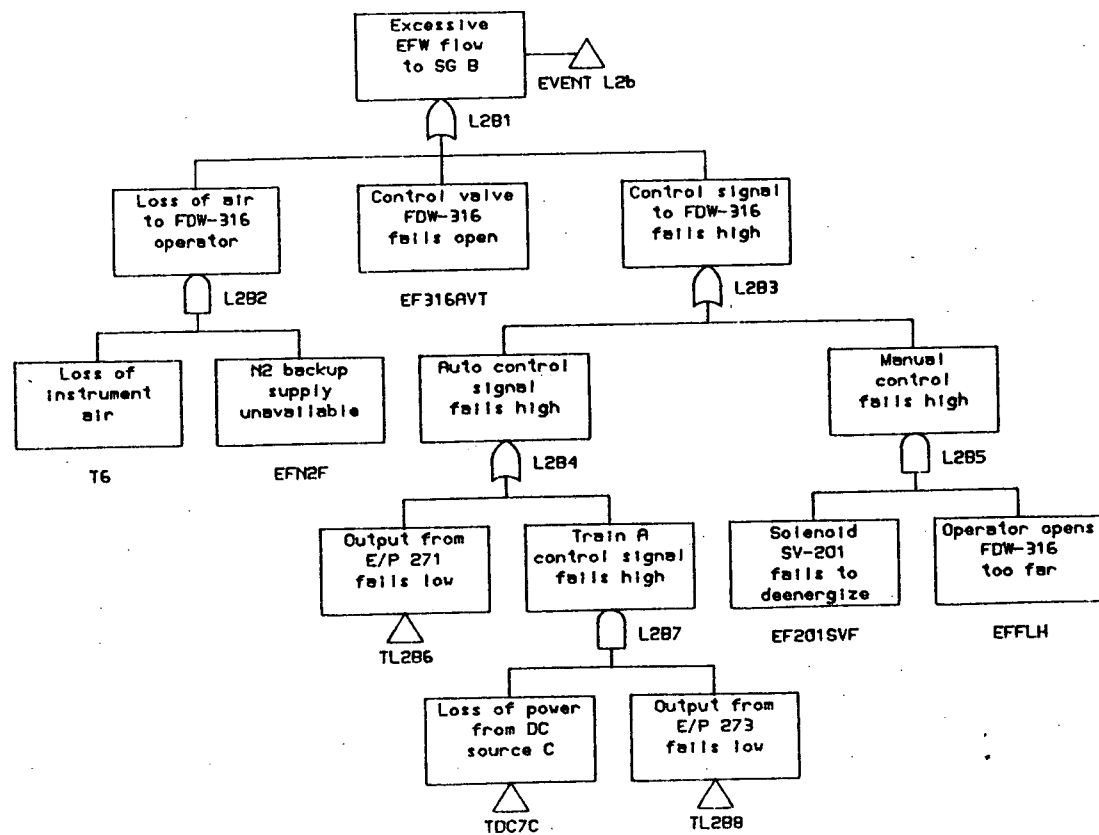 Excessive
EFW flow
to SG B
EVENT L2b
L2B1
Loss of air
to FDW-316
operator
Control valve
FDW-316
fails open
Control signal
to FDW-316
fails high
L2B2
EF316AVT
L2B3
Loss of
instrument
air
N2 backup
supply
unavailable
Auto control
signal
fails high
Manual
control
fails high
T6
EFN2F
L2B4
L2B5
Output from
E/P 271
fails low
Train A
control signal
fails high
Solenoid
SV-201
fails to
deenergize
Operator opens
FDW-316
too far
TL2B6
L2B7
EF201SVF
EFFLH
Loss of power
from DC
source C
Output from
E/P 273
fails low
TDC7C
TL2B8